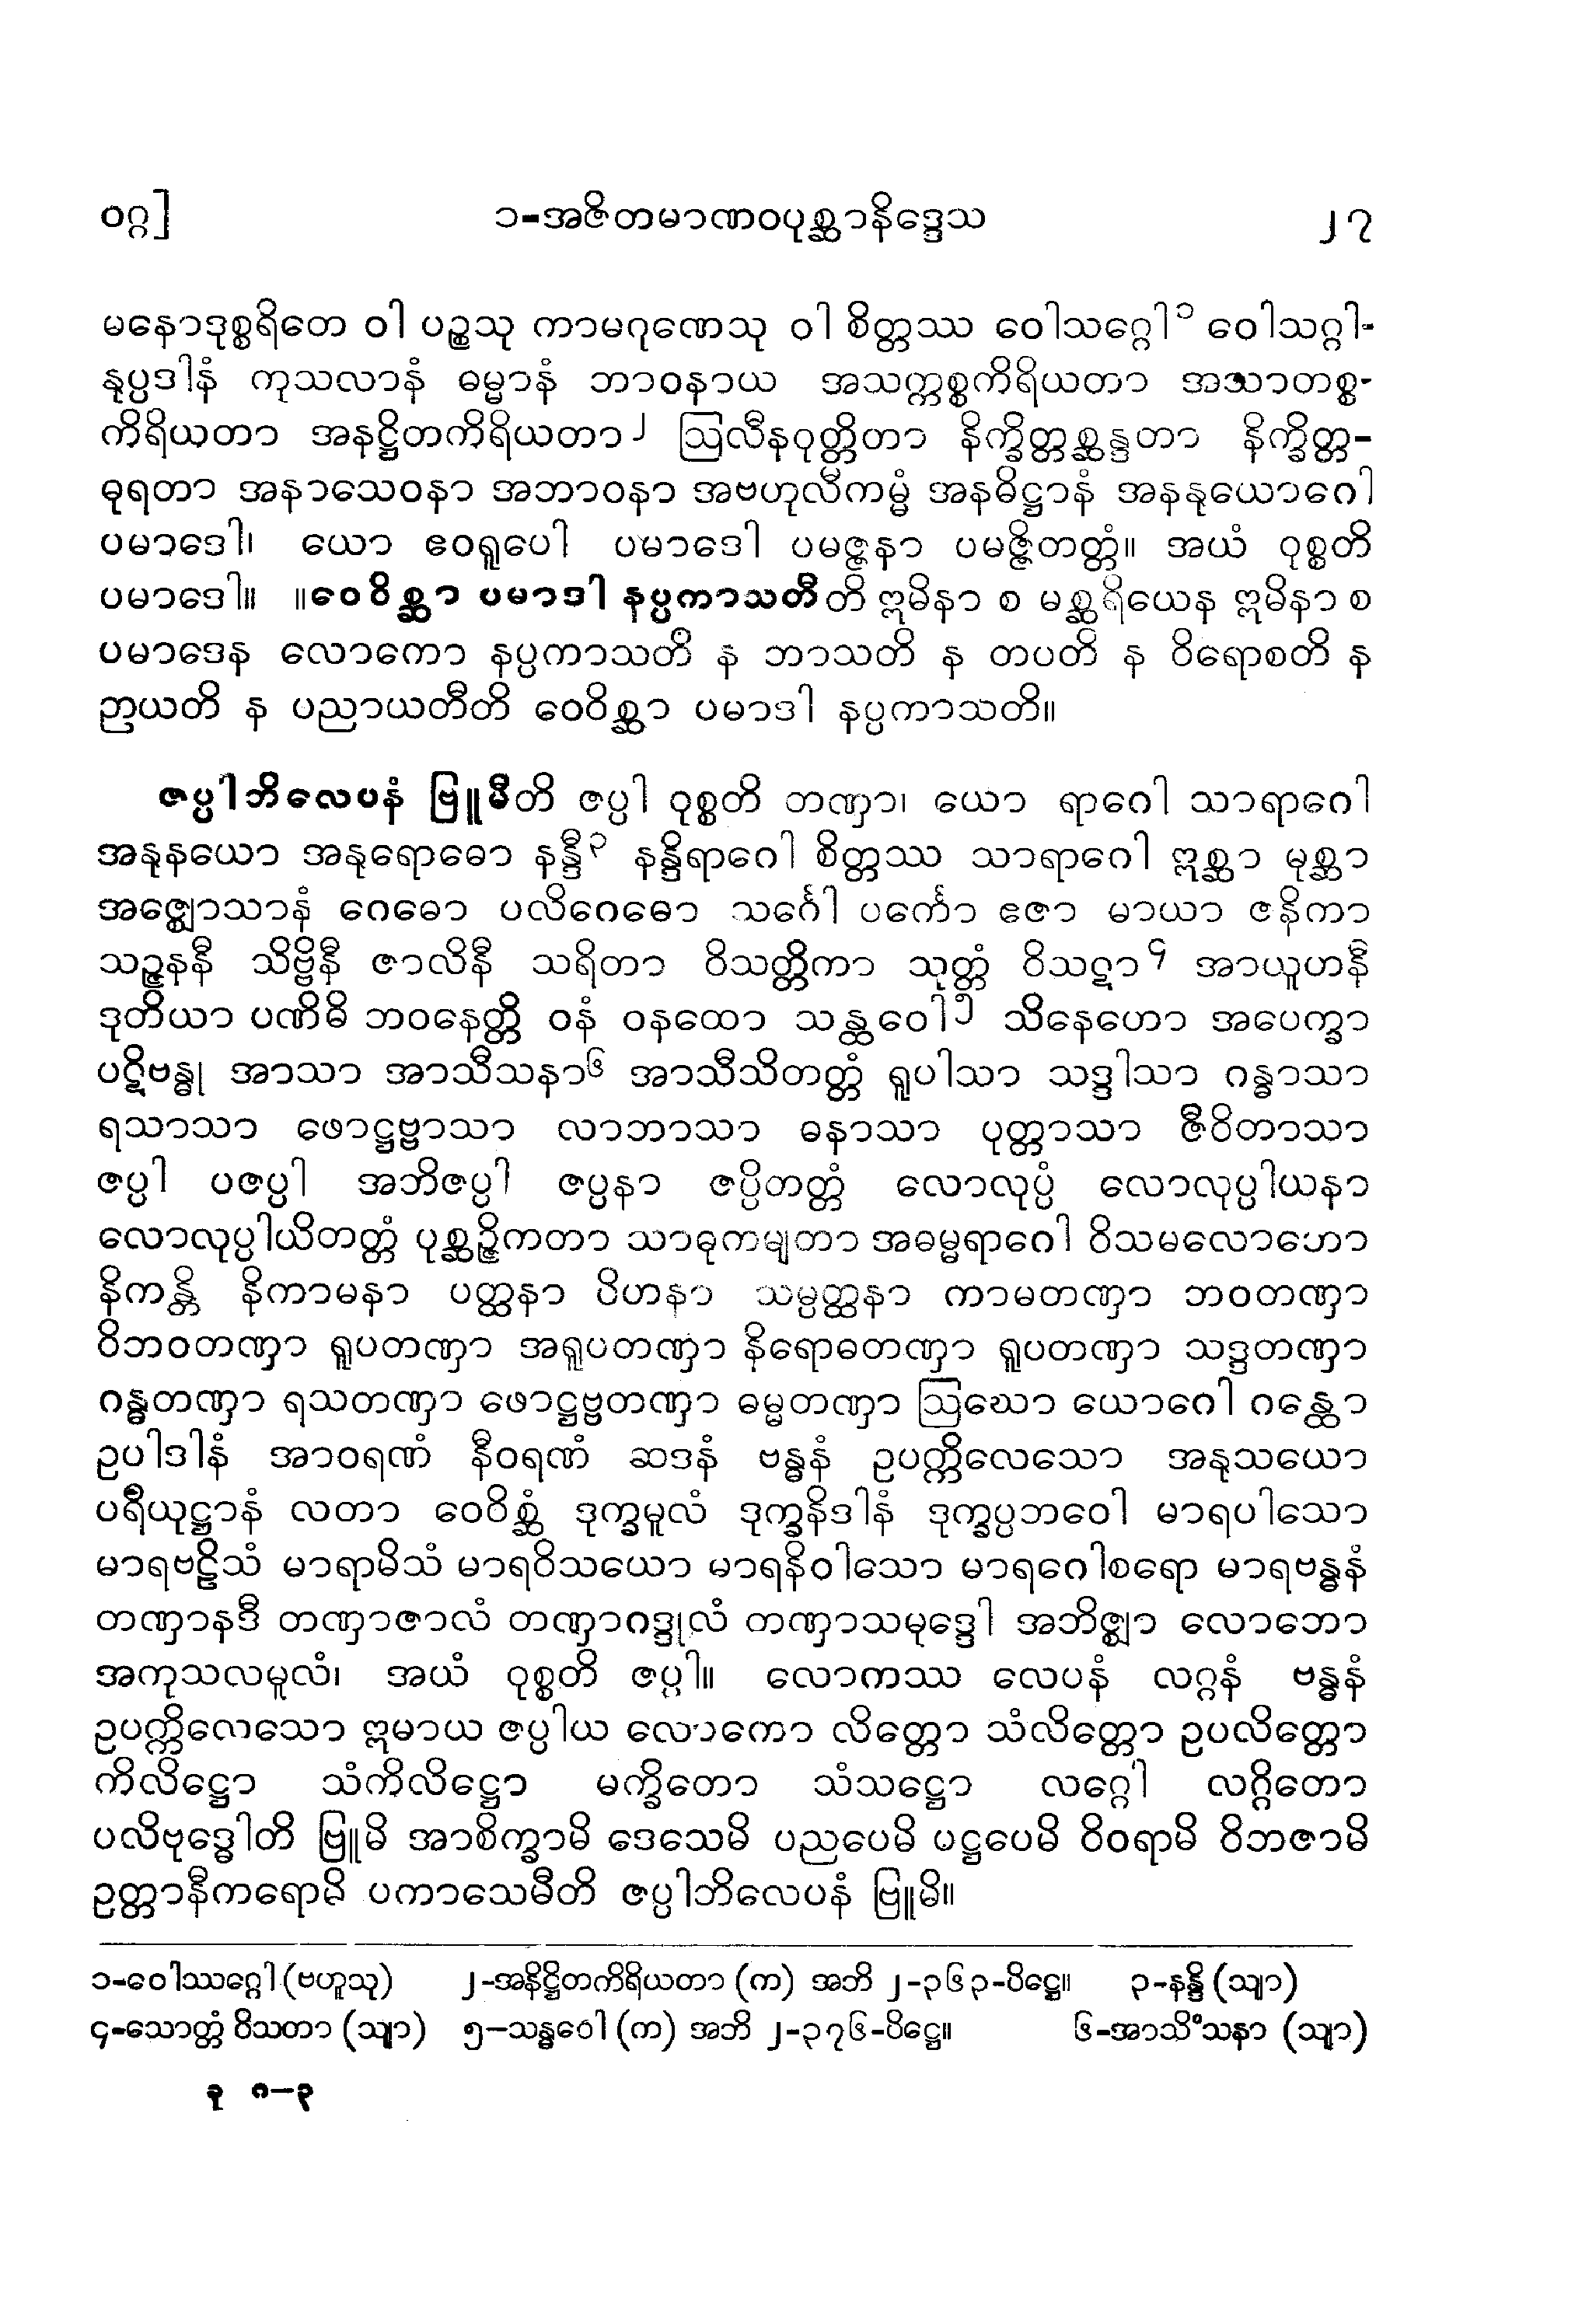 ဝဂ္ဂ] ၁-အဇိတမာဏဝပုစ္ဆာနိဒ္ဒေသ ၂၇
မနောဒုစ္စရိတေ ဝါ ပဉ္စသု ကာမဂုဏေသု ဝါ စိတ္တဿ ဝေါသဂ္ဂေါ၁ ဝေါသဂ္ဂါ-
နုပ္ပဒါနံ ကုသလာနံ ဓမ္မာနံ ဘာဝနာယ အသက္ကစ္စကိရိယတာ အသာတစ္စ-
ကိရိယတာ အနဋ္ဌိတကိရိယတာ၂ ဩလီနဝုတ္တိတာ နိက္ခိတ္တစ္ဆန္ဒတာ နိက္ခိတ္တ-
ဓုရတာ အနာသေဝနာ အဘာဝနာ အဗဟုလီကမ္မံ အနဓိဋ္ဌာနံ အနနုယောဂေါ
ပမာဒေါ၊ ယော ဧဝရူပေါ ပမာဒေါ ပမဇ္ဇနာ ပမဇ္ဇိတတ္တံ။ အယံ ဝုစ္စတိ
ပမာဒေါ။ ။ဝေဝိစ္ဆာ ပမာဒါ နပ္ပကာသတီတိ ဣမိနာ စ မစ္ဆရိယေန ဣမိနာ စ
ပမာဒေန လောကော နပ္ပကာသတိ န ဘာသတိ န တပတိ န ဝိရောစတိ န
ဉာယတိ န ပညာယတီတိ ဝေဝိစ္ဆာ ပမာဒါ နပ္ပကာသတိ။
ဇပ္ပါဘိလေပနံ ဗြူမီတိ ဇပ္ပါ ဝုစ္စတိ တဏှာ၊ ယော ရာဂေါ သာရာဂေါ
အနုနယော အနုရောဓော နန္ဒီ၃ နန္ဒိရာဂေါ စိတ္တဿ သာရာဂေါ ဣစ္ဆာ မုစ္ဆာ
အဇ္ဈောသာနံ ဂေဓော ပလိဂေဓော သင်္ဂေါ ပင်္ကော ဧဇာ မာယာ ဇနိကာ
သဉ္ဇနနီ သိဗ္ဗိနီ ဇာလိနီ သရိတာ ဝိသတ္တိကာ သုတ္တံ ဝိသဋာ၄ အာယူဟနီ
ဒုတိယာ ပဏိဓိ ဘဝနေတ္တိ ဝနံ ဝနထော သန္ထဝေါ၅ သိနေဟော အပေက္ခာ
ပဋိဗန္ဓု အာသာ အာသီသနာ၆ အာသီသိတတ္တံ ရူပါသာ သဒ္ဒါသာ ဂန္ဓာသာ
ရသာသာ ဖောဋ္ဌဗ္ဗာသာ လာဘာသာ ဓနာသာ ပုတ္တာသာ ဇီဝိတာသာ
ဇပ္ပါ ပဇပ္ပါ အဘိဇပ္ပါ ဇပ္ပနာ ဇပ္ပိတတ္တံ လောလုပ္ပံ လောလုပ္ပါယနာ
လောလုပ္ပါယိတတ္တံ ပုစ္ဆဉ္ဇိကတာ သာဓုကမျတာ အဓမ္မရာဂေါ ဝိသမလောဟော
နိကန္တိ နိကာမနာ ပတ္ထနာ ပိဟနာ သမ္ပတ္ထနာ ကာမတဏှာ ဘဝတဏှာ
ဝိဘဝတဏှာ ရူပတဏှာ အရူပတဏှာ နိရောဓတဏှာ ရူပတဏှာ သဒ္ဒတဏှာ
ဂန္ဓတဏှာ ရသတဏှာ ဖောဋ္ဌဗ္ဗတဏှာ ဓမ္မတဏှာ ဩဃော ယောဂေါ ဂန္ထော
ဥပါဒါနံ အာဝရဏံ နီဝရဏံ ဆဒနံ ဗန္ဓနံ ဥပက္ကိလေသော အနုသယော
ပရိယုဋ္ဌာနံ လတာ ဝေဝိစ္ဆံ ဒုက္ခမူလံ ဒုက္ခနိဒါနံ ဒုက္ခပ္ပဘဝေါ မာရပါသော
မာရဗဠိသံ မာရာမိသံ မာရဝိသယော မာရနိဝါသော မာရဂေါစရော မာရဗန္ဓနံ
တဏှာနဒီ တဏှာဇာလံ တဏှာဂဒ္ဒုလံ တဏှာသမုဒ္ဒေါ အဘိဇ္ဈာ လောဘော
အကုသလမူလံ၊ အယံ ဝုစ္စတိ ဇပ္ပါ။ လောကဿ လေပနံ လဂ္ဂနံ ဗန္ဓနံ
ဥပက္ကိလေသော ဣမာယ ဇပ္ပါယ လောကော လိတ္တော သံလိတ္တော ဥပလိတ္တော
ကိလိဋ္ဌော သံကိလိဋ္ဌော မက္ခိတော သံသဋ္ဌော လဂ္ဂေါ လဂ္ဂိတော
ပလိဗုဒ္ဓေါတိ ဗြူမိ အာစိက္ခာမိ ဒေသေမိ ပညပေမိ ပဋ္ဌပေမိ ဝိဝရာမိ ဝိဘဇာမိ
ဥတ္တာနီကရောမိ ပကာသေမီတိ ဇပ္ပါဘိလေပနံ ဗြူမိ။
၁-ဝေါဿဂ္ဂေါ (ဗဟူသု) ၂-အနိဋ္ဌိတကိရိယတာ (က) အဘိ ၂-၃၆၃-ပိဋ္ဌေ။ ၃-နန္ဒိ (သျာ)
၄-သောတ္တံ ဝိသတာ (သျာ) ၅-သန္ဓဝေါ (က) အဘိ ၂-၃၇၆-ပိဋ္ဌေ။ ၆-အာသိံသနာ (သျာ)
ခု ၈-၃